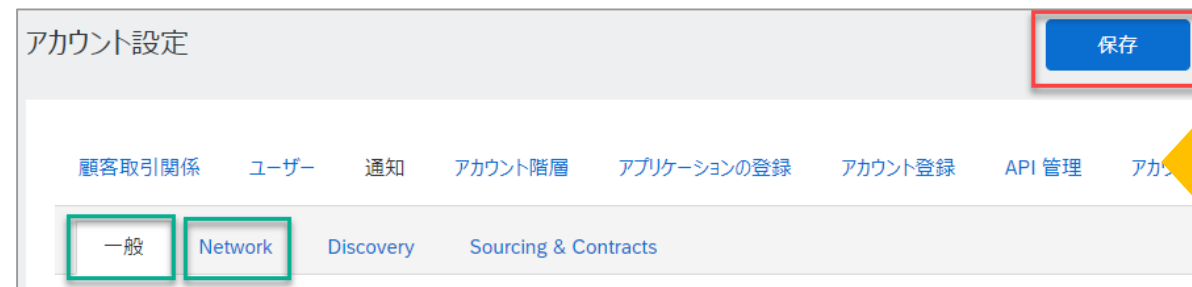 アカウント設定 保存
顧客取引関係 ユーザー 通知 アカウント階層 アプリケーションの登録 アカウント登録 API 管理
一般 Network Discovery Sourcing & Contracts